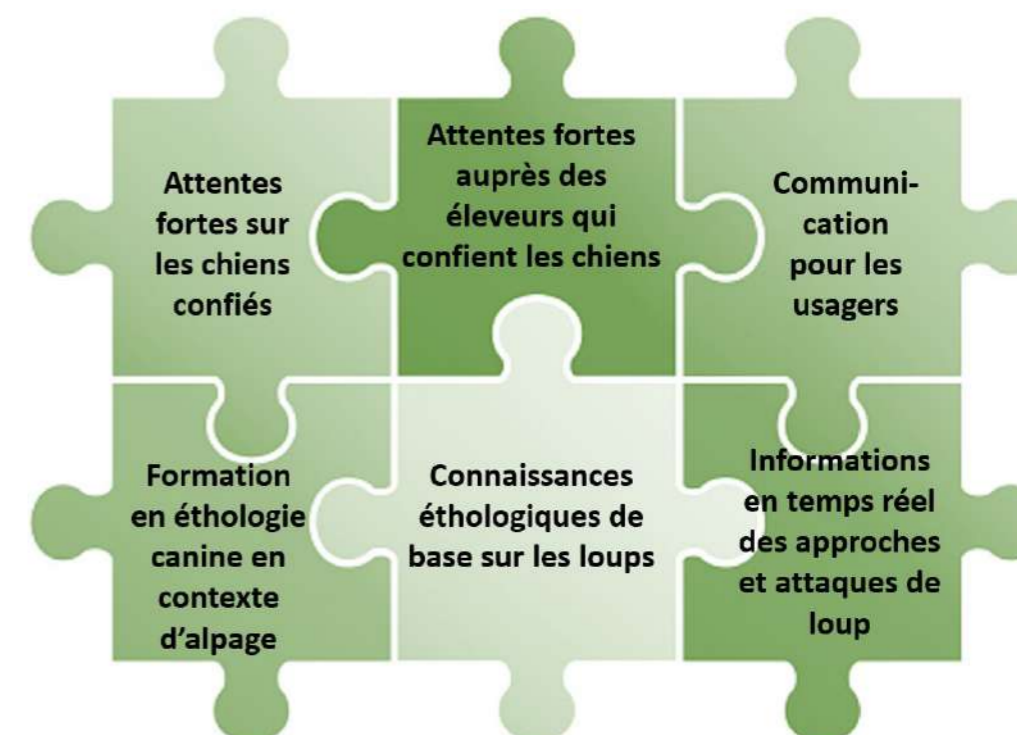 Attentes
fortes sur
les chiens
confiés
Attentes fortes
auprès des
éleveurs qui
confient les chiens
Communi-
cation
pour les
usagers
Formation
en éthologie
canine en
contexte
d'alpage
Connaissances
éthologiques de
base sur les loups
Informations
en temps réel
des approches
et attaques de
loup